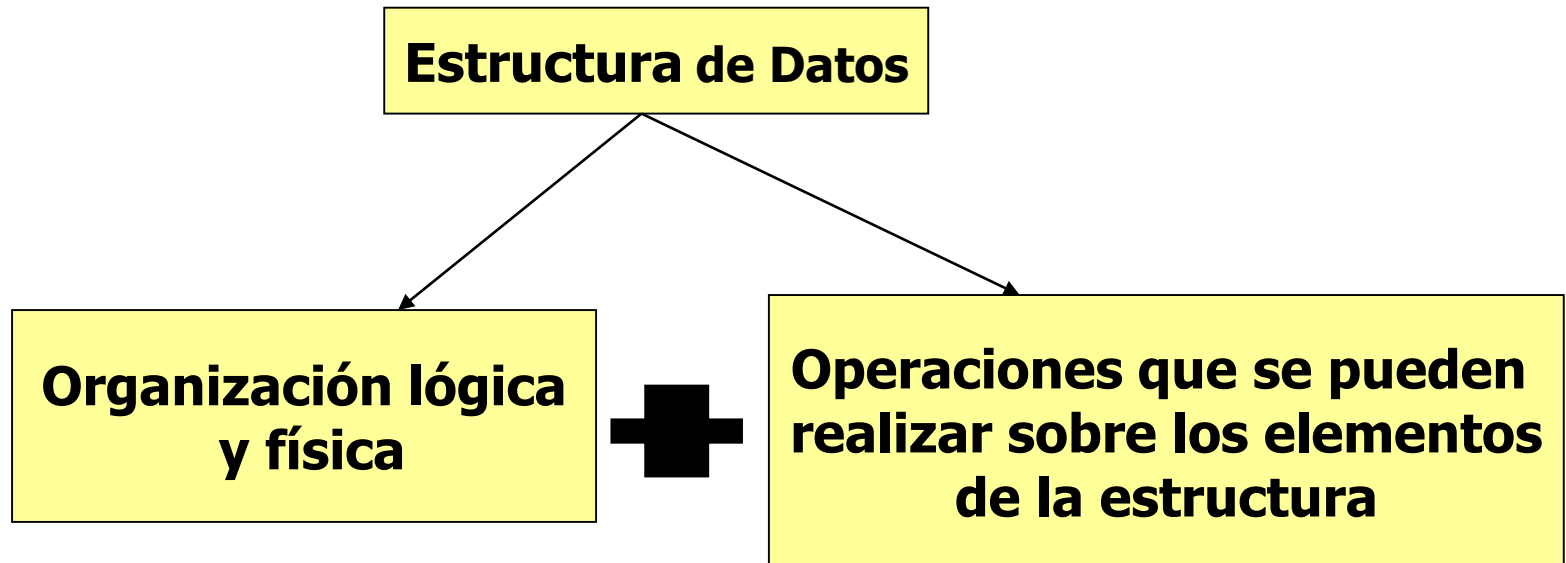 Estructura de Datos
Organización lógica
y física
Operaciones que se pueden
realizar sobre los elementos
de la estructura